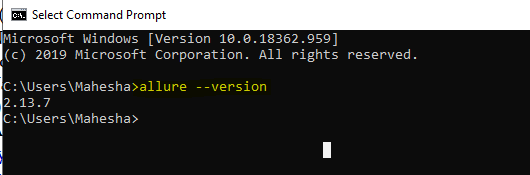 Select Command Prompt
Microsoft Windows [Version 10.0.18362.959]
(c) 2019 Microsoft Corporation. All rights reserved.
C:\Users\Mahesha>allure --version
2.13.7
C:\Users\Mahesha>